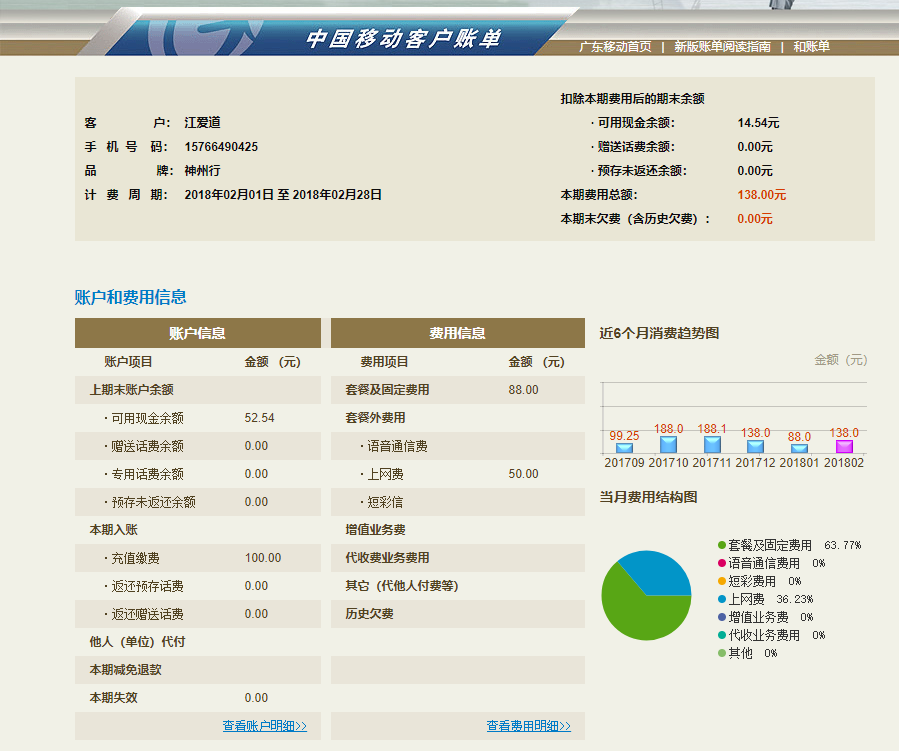 中国移动客户账单
广东移动首页 | 新版账单阅读指南 | 和账单
客 户： 江爱道
手 机 号 码： 15766490425
品 牌： 神州行
计 费 周 期： 2018年02月01日 至 2018年02月28日
扣除本期费用后的期末余额
· 可用现金余额： 14.54元
· 赠送话费余额： 0.00元
· 预存未返还余额： 0.00元
本期费用总额： 138.00元
本期末欠费（含历史欠费）： 0.00元
账户和费用信息
账户信息
账户项目 金额 （元）
上期末账户余额
· 可用现金余额 52.54
· 赠送话费余额 0.00
· 专用话费余额 0.00
· 预存未返还余额 0.00
本期入账
· 充值缴费 100.00
· 返还预存话费 0.00
· 返还赠送话费 0.00
他人（单位）代付
本期减免退款
本期失效 0.00
查看账户明细>>
费用信息
费用项目 金额 （元）
套餐及固定费用 88.00
套餐外费用
· 语音通信费
· 上网费 50.00
· 短彩信
增值业务费
代收费业务费用
其它（代他人付费等）
历史欠费
查看费用明细>>
近6个月消费趋势图
金额（元）
99.25 188.0 188.1 138.0 88.0 138.0
201709 201710 201711 201712 201801 201802
当月费用结构图
套餐及固定费用 63.77%
语音通信费用 0%
短彩费用 0%
上网费 36.23%
增值业务费 0%
代收业务费用 0%
其他 0%